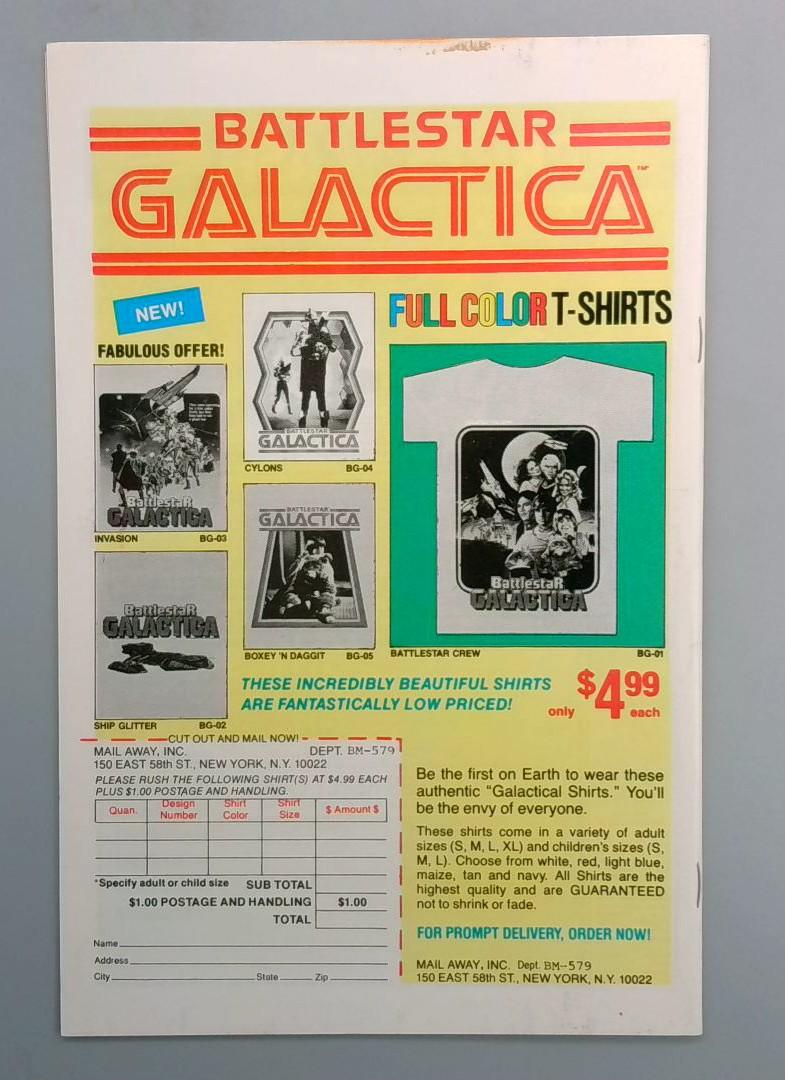 BATTLESTAR
GALACTICA™
NEW!
FABULOUS OFFER!
FULL COLOR T-SHIRTS
BattlestaR
GALACTICA
INVASION BG-03
BATTLESTAR
GALACTICA
CYLONS BG-04
BattlestaR
GALACTICA
SHIP GLITTER BG-02
BATTLESTAR
GALACTICA
BOXEY 'N DAGGIT BG-05
BattlestaR
GALACTICA
BATTLESTAR CREW BG-01
THESE INCREDIBLY BEAUTIFUL SHIRTS
ARE FANTASTICALLY LOW PRICED!
only $4.99 each
CUT OUT AND MAIL NOW!
MAIL AWAY, INC. DEPT. BM-579
150 EAST 58th ST., NEW YORK, N.Y. 10022
PLEASE RUSH THE FOLLOWING SHIRT(S) AT $4.99 EACH
PLUS $1.00 POSTAGE AND HANDLING.
Quan. Design Number Shirt Color Shirt Size $ Amount $
*Specify adult or child size SUB TOTAL
$1.00 POSTAGE AND HANDLING $1.00
TOTAL
Name
Address
City State Zip
Be the first on Earth to wear these
authentic "Galactical Shirts." You'll
be the envy of everyone.
These shirts come in a variety of adult
sizes (S, M, L, XL) and children's sizes (S,
M, L). Choose from white, red, light blue,
maize, tan and navy. All Shirts are the
highest quality and are GUARANTEED
not to shrink or fade.
FOR PROMPT DELIVERY, ORDER NOW!
MAIL AWAY, INC. Dept. BM-579
150 EAST 58th ST., NEW YORK, N.Y. 10022